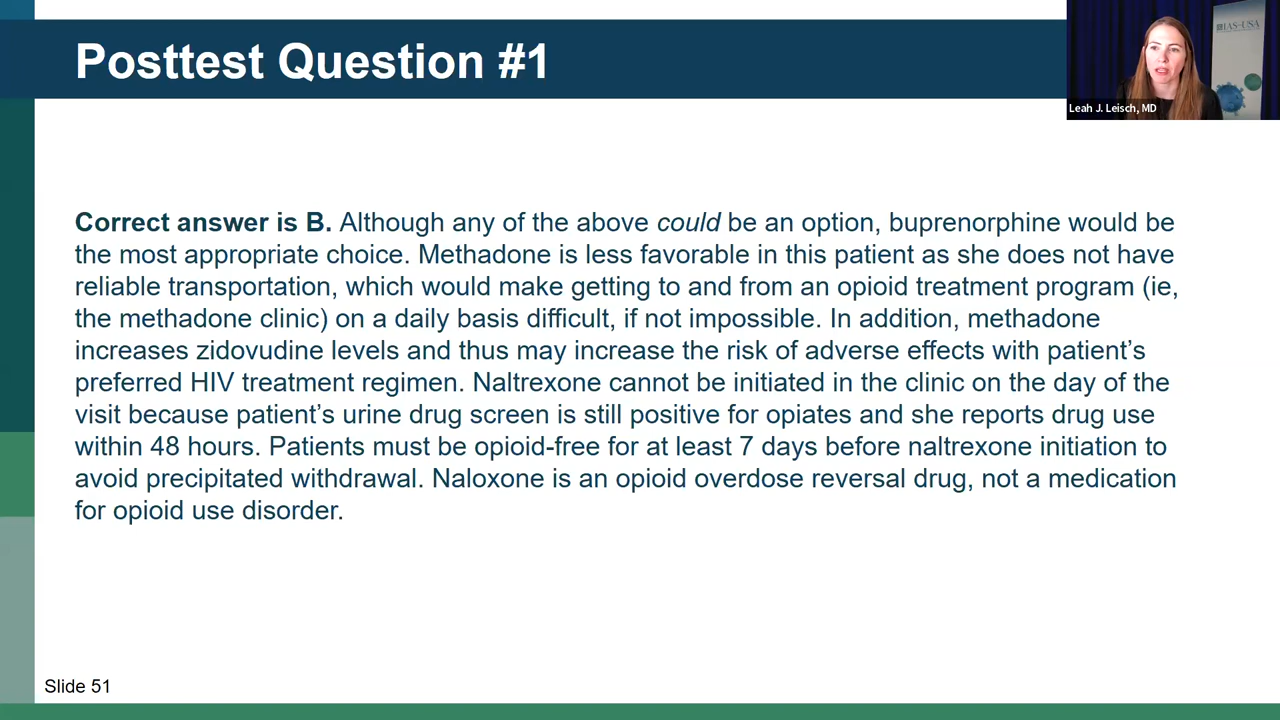 Posttest Question #1
IAS-USA
Leah J. Leisch, MD
Correct answer is B. Although any of the above could be an option, buprenorphine would be
the most appropriate choice. Methadone is less favorable in this patient as she does not have
reliable transportation, which would make getting to and from an opioid treatment program (ie,
the methadone clinic) on a daily basis difficult, if not impossible. In addition, methadone
increases zidovudine levels and thus may increase the risk of adverse effects with patient’s
preferred HIV treatment regimen. Naltrexone cannot be initiated in the clinic on the day of the
visit because patient’s urine drug screen is still positive for opiates and she reports drug use
within 48 hours. Patients must be opioid-free for at least 7 days before naltrexone initiation to
avoid precipitated withdrawal. Naloxone is an opioid overdose reversal drug, not a medication
for opioid use disorder.
Slide 51